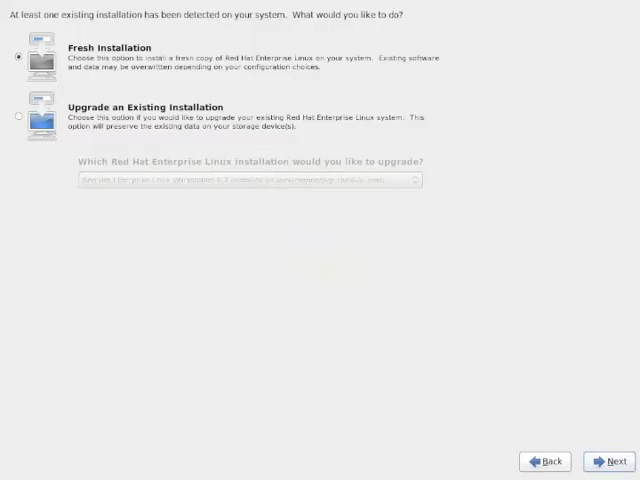 At least one existing installation has been detected on your system.  What would you like to do?
Fresh Installation
Choose this option to install a fresh copy of Red Hat Enterprise Linux on your system.  Existing software
and data may be overwritten depending on your configuration choices.
Upgrade an Existing Installation
Choose this option if you would like to upgrade your existing Red Hat Enterprise Linux system.  This
option will preserve the existing data on your storage device(s).
Which Red Hat Enterprise Linux installation would you like to upgrade?
Red Hat Enterprise Linux
Back
Next